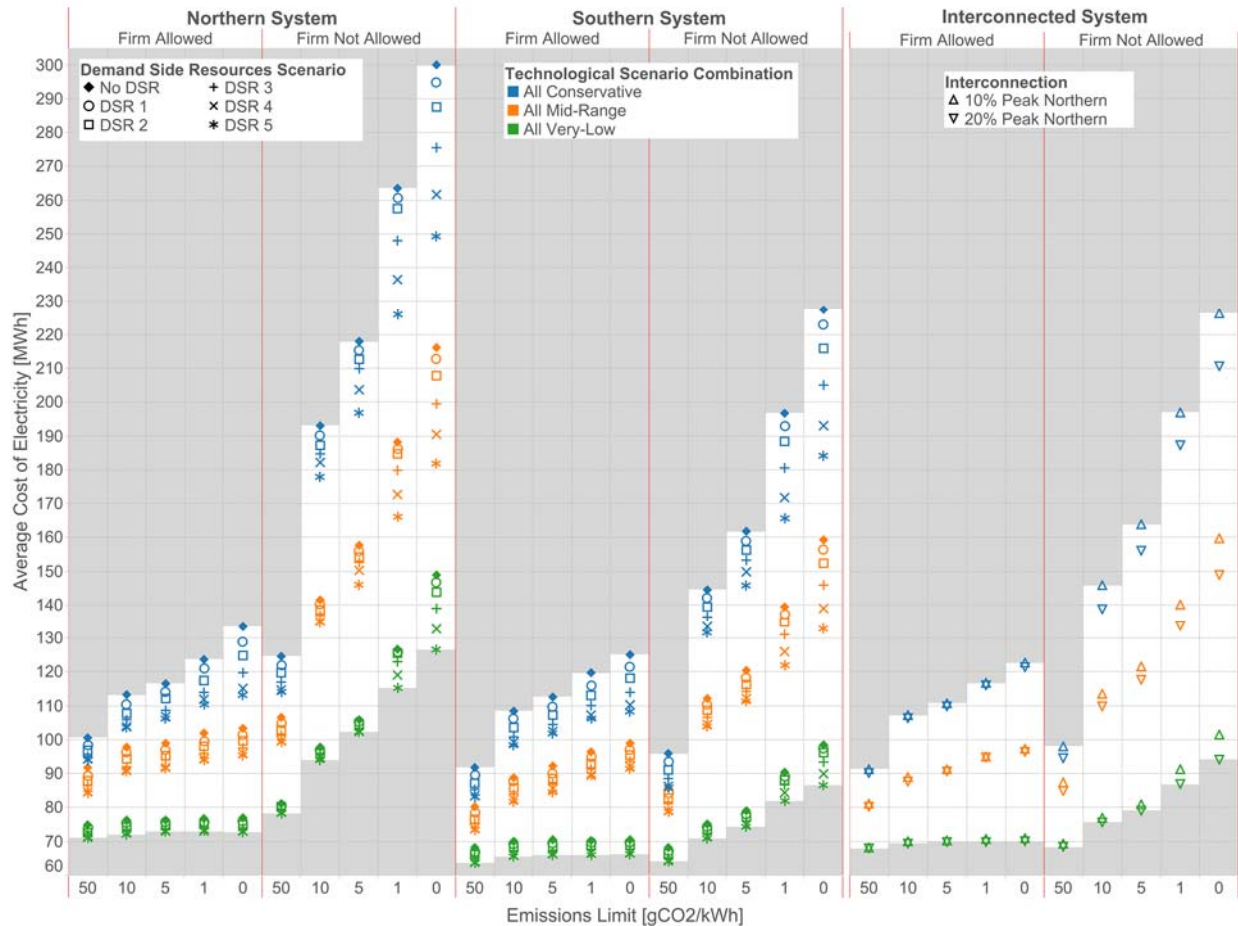 Northern System
Southern System
Interconnected System
Firm Allowed
Firm Not Allowed
Firm Allowed
Firm Not Allowed
Firm Allowed
Firm Not Allowed
Demand Side Resources Scenario
No DSR
DSR 3
DSR 1
DSR 4
DSR 2
DSR 5
Technological Scenario Combination
All Conservative
All Mid-Range
All Very-Low
Interconnection
10% Peak Northern
20% Peak Northern
Average Cost of Electricity [MWh]
300
290
280
270
260
250
240
230
220
210
200
190
180
170
160
150
140
130
120
110
100
90
80
70
60
50 10 5 1 0 50 10 5 1 0 50 10 5 1 0 50 10 5 1 0 50 10 5 1 0 50 10 5 1 0
Emissions Limit [gCO2/kWh]